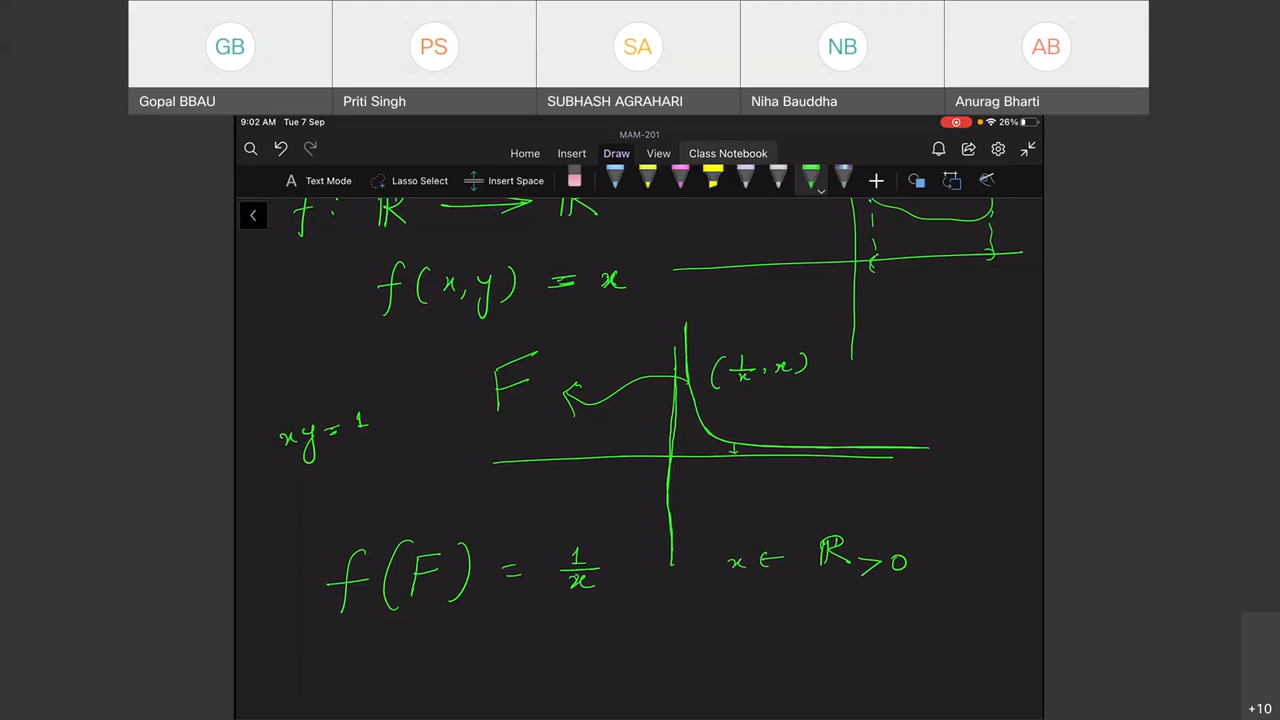 GB PS SA NB AB
Gopal BBAU Priti Singh SUBHASH AGRAHARI Niha Bauddha Anurag Bharti
9:02 AM Tue 7 Sep 26%
MAM-201
Home Insert Draw View Class Notebook
Text Mode Lasso Select Insert Space
f : ℝ ⟶ ℝ
f(x,y) = x
F (1/x, x)
xy = 1
f(F) = 1/x x ∈ ℝ > 0
+10